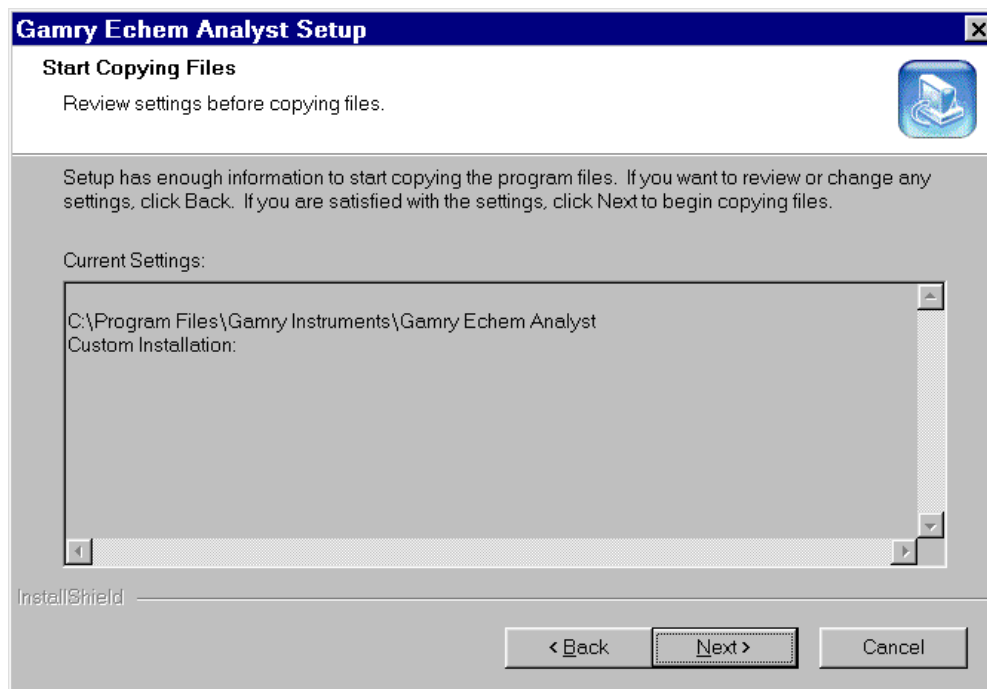 Gamry Echem Analyst Setup
Start Copying Files
Review settings before copying files.
Setup has enough information to start copying the program files. If you want to review or change any
settings, click Back. If you are satisfied with the settings, click Next to begin copying files.
Current Settings:
C:\Program Files\Gamry Instruments\Gamry Echem Analyst
Custom Installation:
InstallShield
< Back Next > Cancel